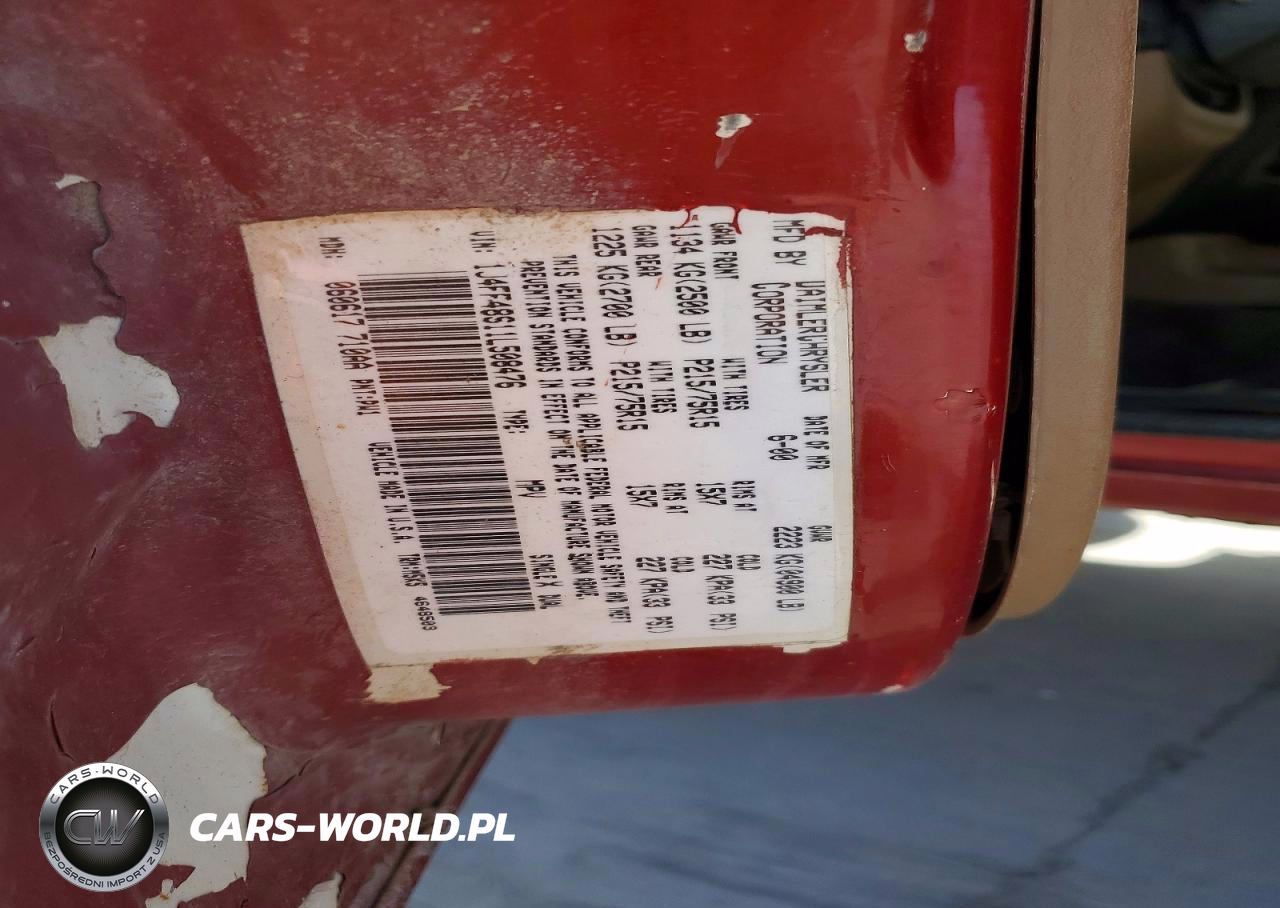 MFD BY DAIMLERCHRYSLER DATE OF MFR GVWR
CORPORATION 6-00 2223 KG(04900 LB)
GAWR FRONT WITH TIRES RIMS AT COLD
1134 KG(2500 LB) P215/75R15 15X7 227 KPA(33 PSI)
GAWR REAR WITH TIRES RIMS AT COLD
1225 KG(2700 LB) P215/75R15 15X7 227 KPA(33 PSI)
THIS VEHICLE CONFORMS TO ALL APPLICABLE FEDERAL MOTOR VEHICLE SAFETY AND THEFT
PREVENTION STANDARDS IN EFFECT ON THE DATE OF MANUFACTURE SHOWN ABOVE.
VIN: 1J4FF48S11L508476 TYPE: MPV SINGLE X DUAL
MDH: 060617 710AA VEHICLE MADE IN U.S.A. 4648503
CARS-WORLD
CW
BEZPOŚREDNI IMPORT Z USA
CARS-WORLD.PL